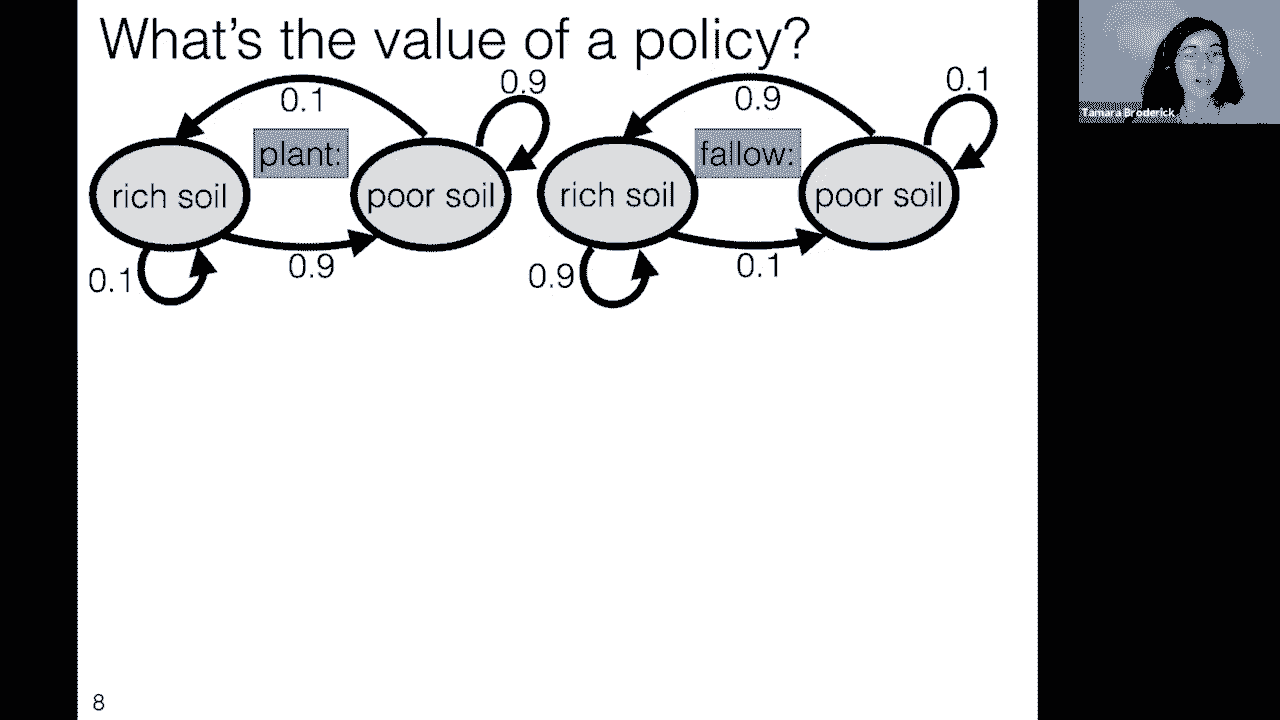 What's the value of a policy?
0.1
0.9
plant:
rich soil
poor soil
0.1
0.9
0.9
0.1
fallow:
rich soil
poor soil
0.9
0.1
Tamara Broderick
8